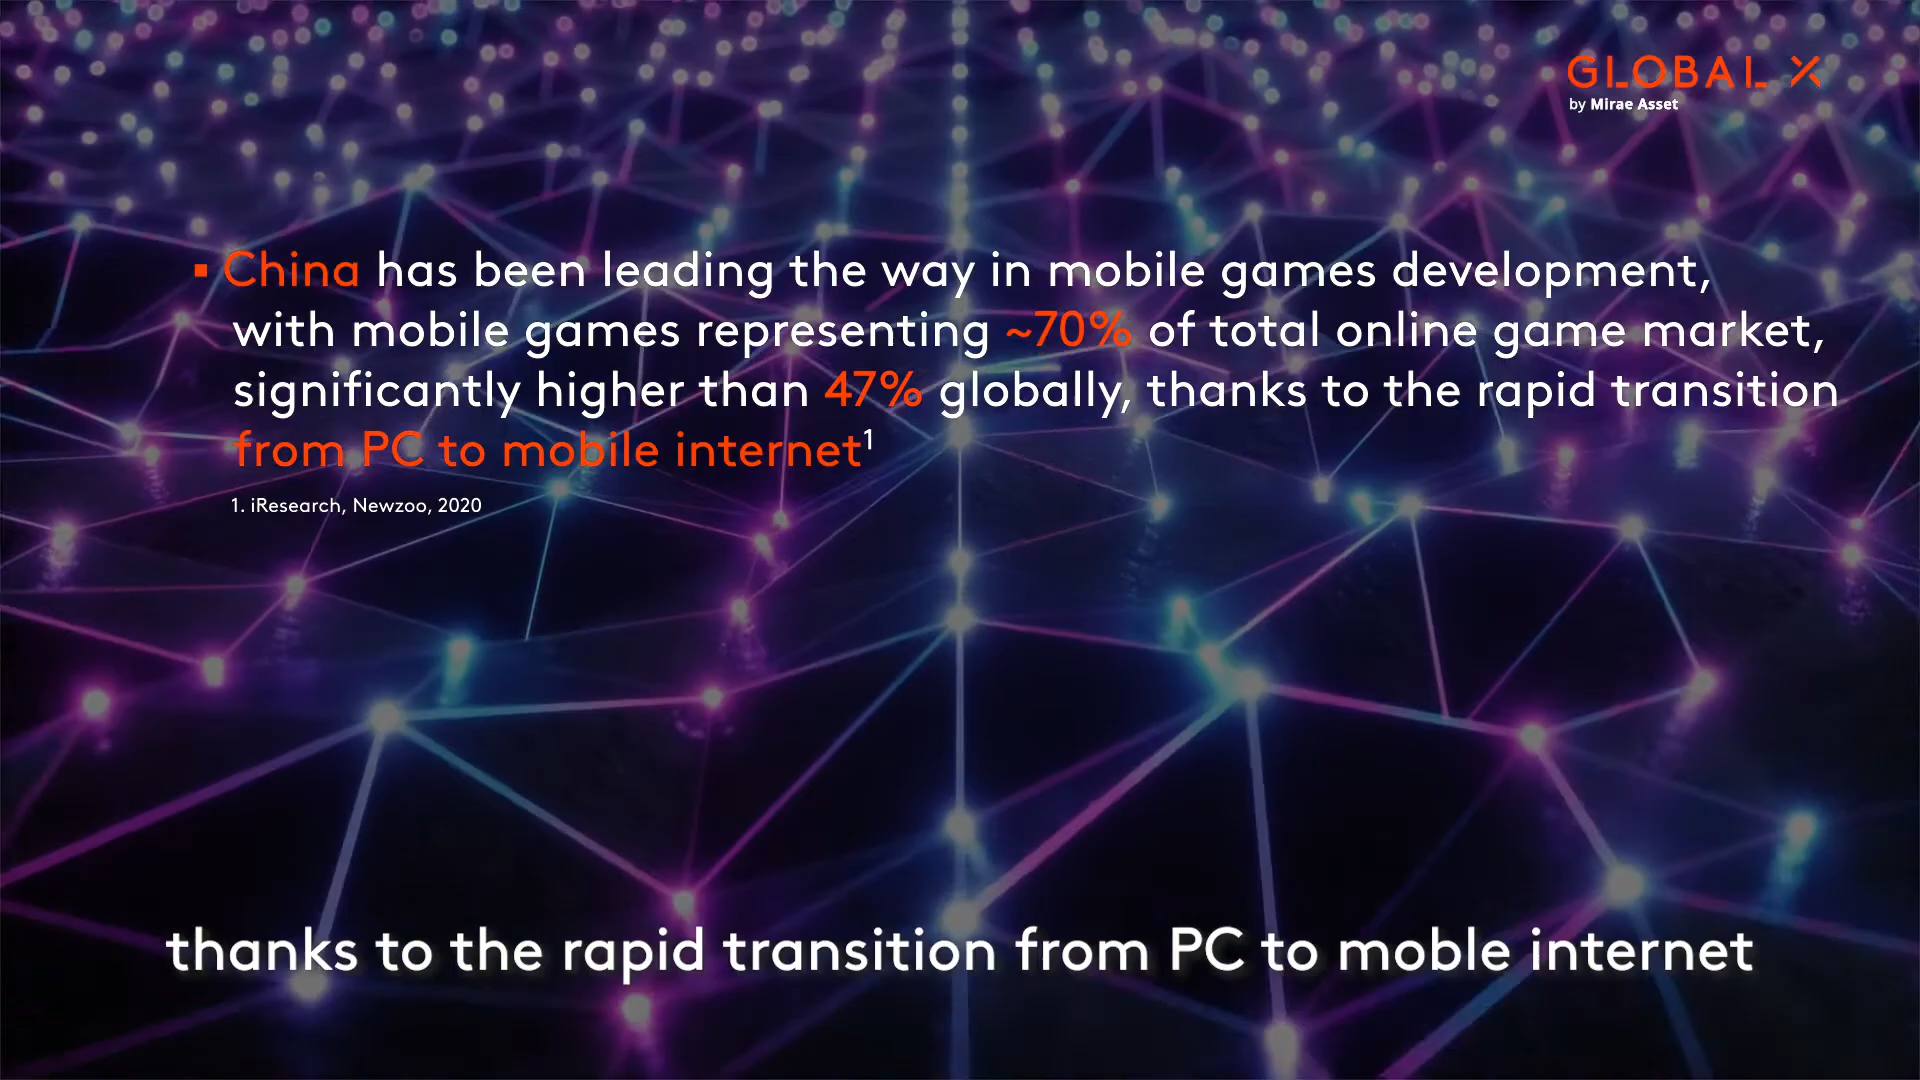 GLOBAL X
by Mirae Asset
▪ China has been leading the way in mobile games development,
with mobile games representing ~70% of total online game market,
significantly higher than 47% globally, thanks to the rapid transition
from PC to mobile internet¹
1. iResearch, Newzoo, 2020
thanks to the rapid transition from PC to moble internet